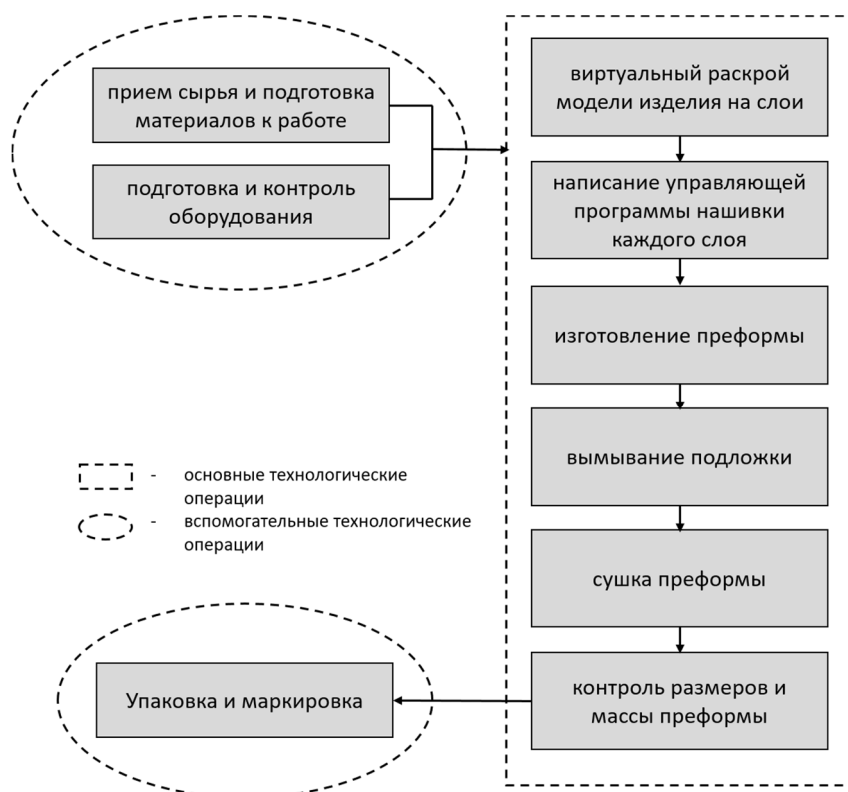 прием сырья и подготовка
материалов к работе
подготовка и контроль
оборудования
виртуальный раскрой
модели изделия на слои
написание управляющей
программы нашивки
каждого слоя
изготовление преформы
вымывание подложки
сушка преформы
контроль размеров и
массы преформы
- основные технологические
операции
- вспомогательные технологические
операции
Упаковка и маркировка